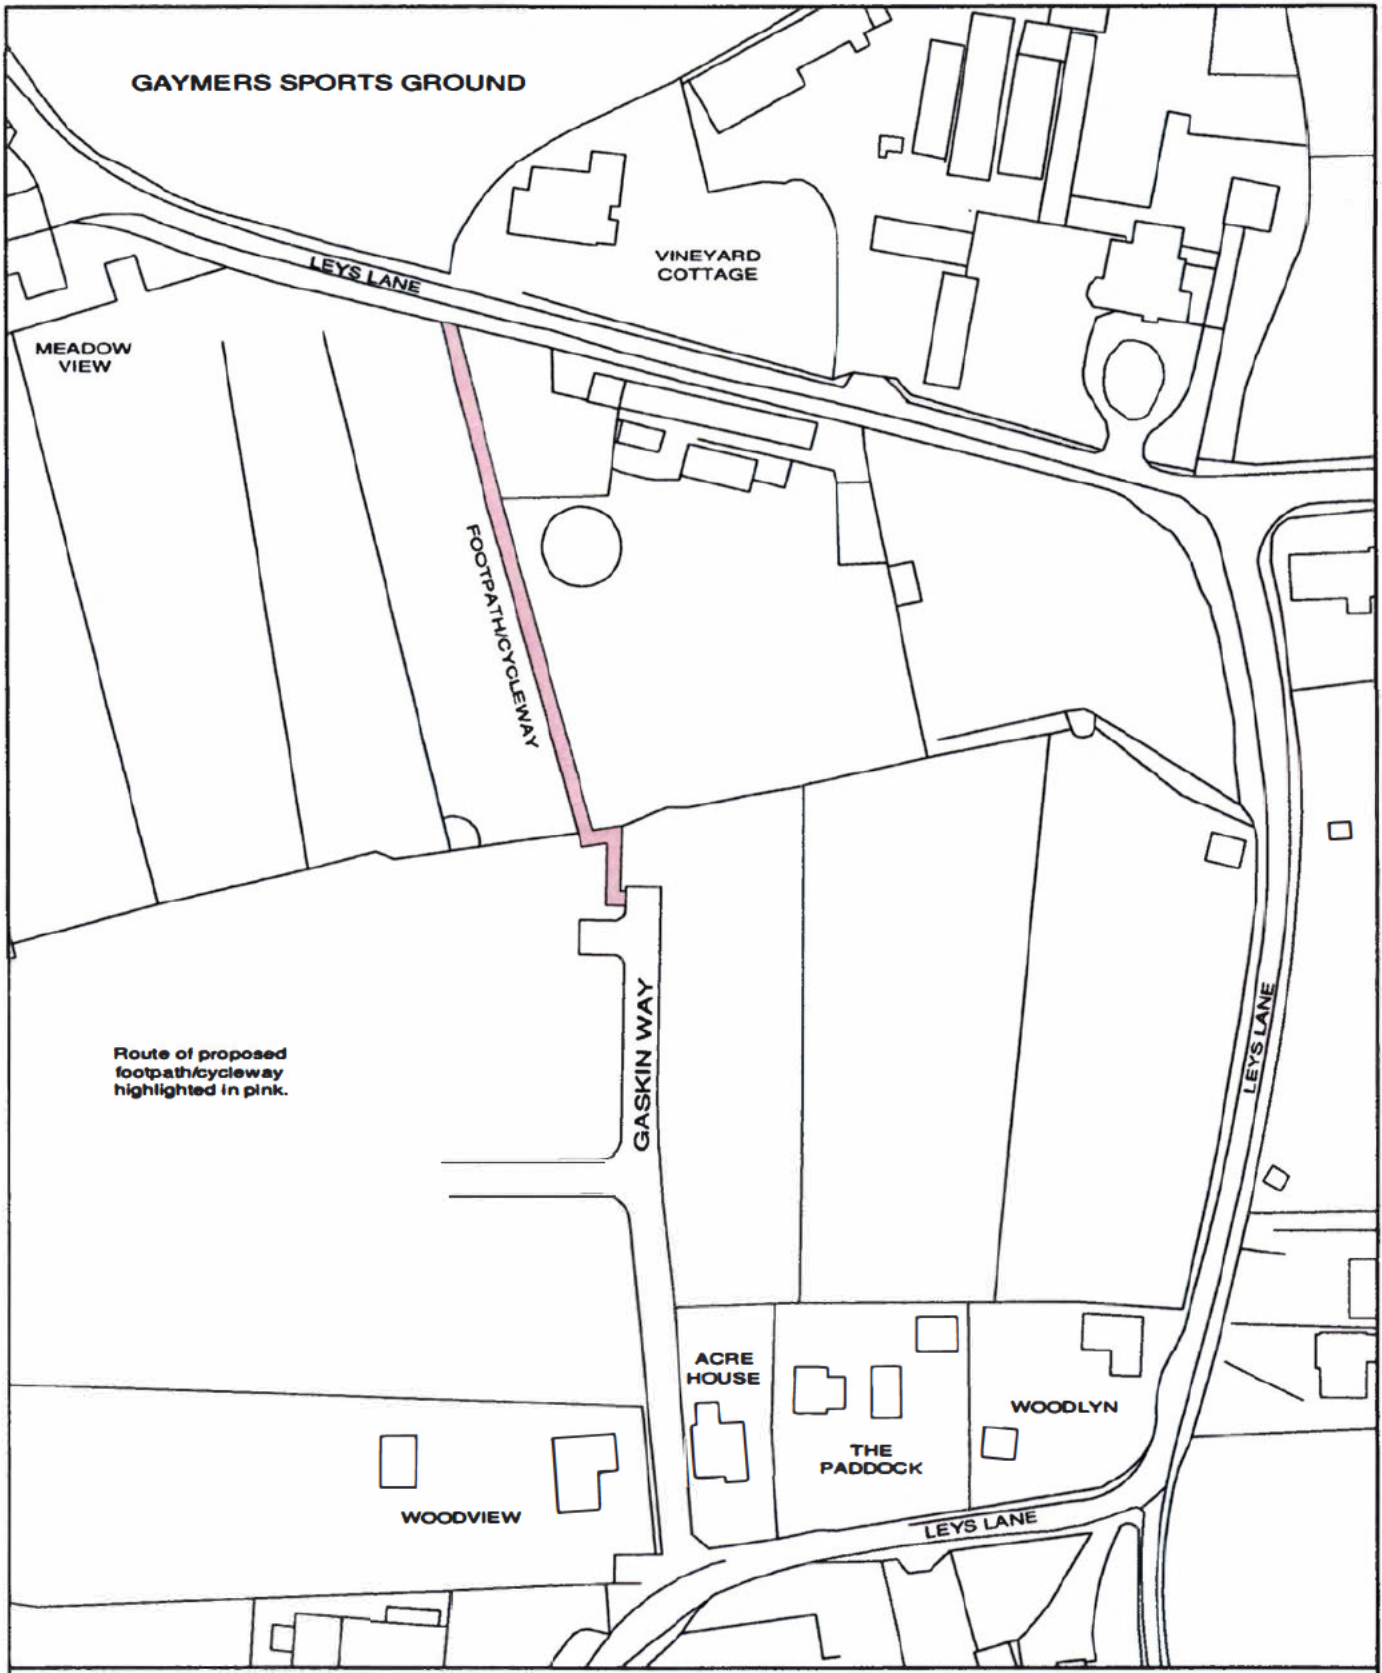 GAYMERS SPORTS GROUND
LEYS LANE
VINEYARD
COTTAGE
MEADOW
VIEW
FOOTPATH/CYCLEWAY
Route of proposed
footpath/cycleway
highlighted in pink.
GASKIN WAY
LEYS LANE
ACRE
HOUSE
WOODLYN
THE
PADDOCK
WOODVIEW
LEYS LANE